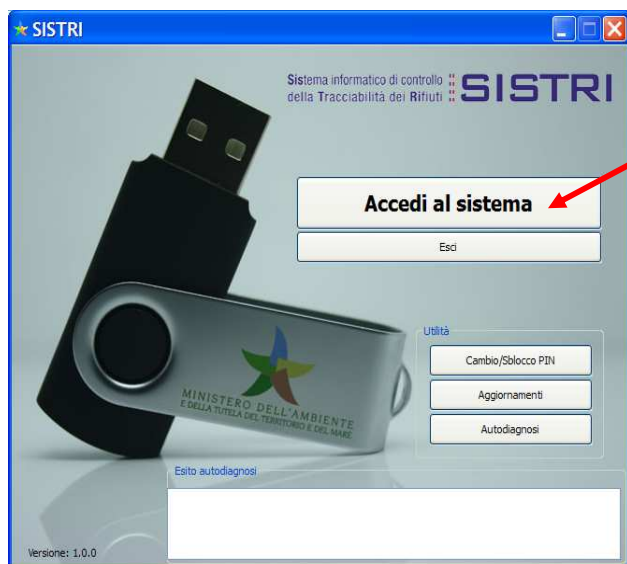 SISTRI
Sistema informatico di controllo
della Tracciabilità dei Rifiuti
SISTRI
Accedi al sistema
Esci
Utilità
Cambio/Sblocco PIN
Aggiornamenti
Autodiagnosi
MINISTERO DELL'AMBIENTE
E DELLA TUTELA DEL TERRITORIO E DEL MARE
Esito autodiagnosi
Versione: 1.0.0